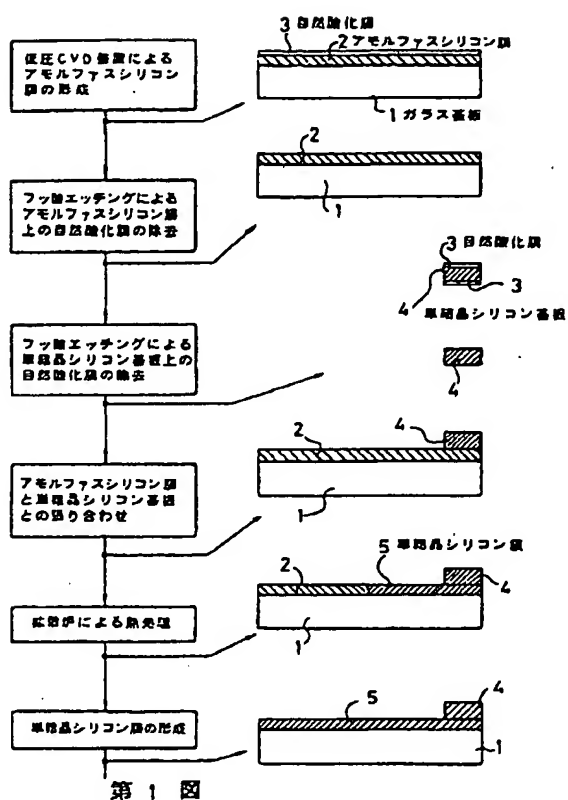 低圧CVD装置による
アモルファスシリコン
膜の形成
3 自然酸化膜
2 アモルファスシリコン膜
1 ガラス基板
フッ酸エッチングによる
アモルファスシリコン膜
上の自然酸化膜の除去
2
1
3 自然酸化膜
3
4 単結晶シリコン基板
フッ酸エッチングによる
単結晶シリコン基板上の
自然酸化膜の除去
4
アモルファスシリコン膜
と単結晶シリコン基板
との張り合わせ
2
4
1
拡散炉による熱処理
5 単結晶シリコン膜
2
4
1
単結晶シリコン膜の形成
5
4
1
第 1 図